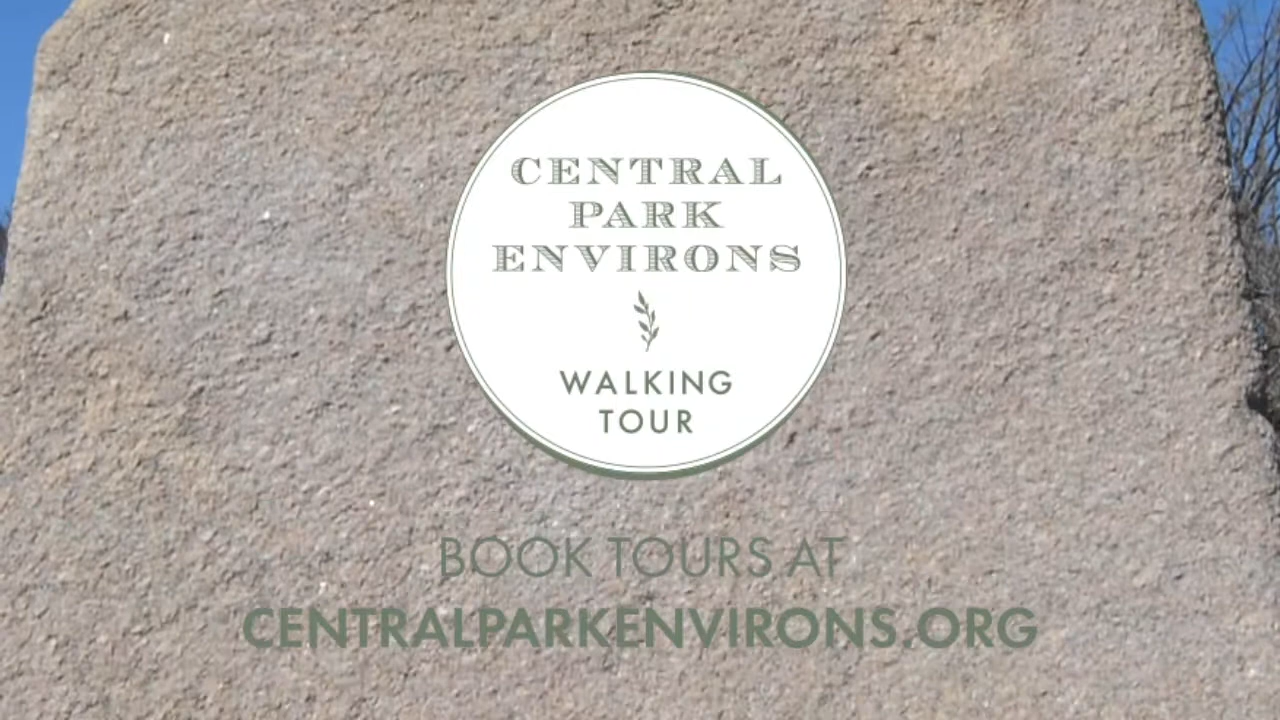 CENTRAL
PARK
ENVIRONS
WALKING
TOUR
BOOK TOURS AT
CENTRALPARKENVIRONS.ORG